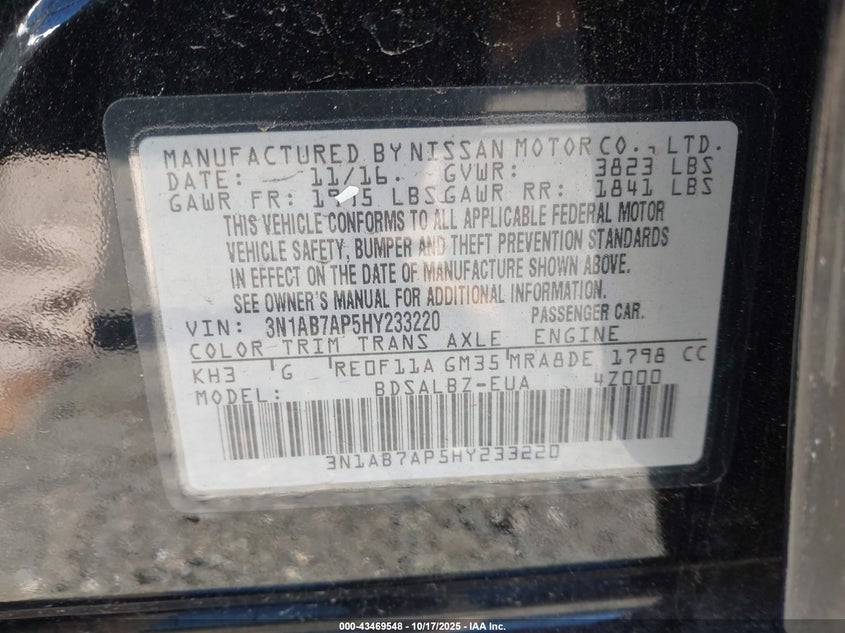 MANUFACTURED BY NISSAN MOTOR CO., LTD.
DATE: 11/16. GVWR: 3823 LBS
GAWR FR: LBS GAWR RR: 1841 LBS
THIS VEHICLE CONFORMS TO ALL APPLICABLE FEDERAL MOTOR
VEHICLE SAFETY, BUMPER AND THEFT PREVENTION STANDARDS
IN EFFECT ON THE DATE OF MANUFACTURE SHOWN ABOVE.
SEE OWNER'S MANUAL FOR ADDITIONAL INFORMATION.
VIN: 3N1AB7AP5HY233220 PASSENGER CAR.
COLOR TRIM TRANS AXLE ENGINE
KH3 G RE0F11A GM35 MRA8DE 1798 CC
MODEL: BDSALBZ-EUA 4Z000
3N1AB7AP5HY233220
000-43469548 - 10/17/2025 - IAA Inc.